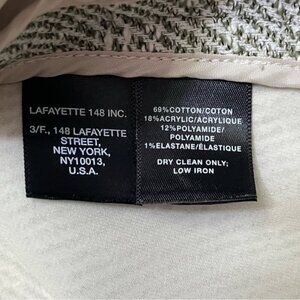 LAFAYETTE 148 INC.
3/F., 148 LAFAYETTE
STREET,
NEW YORK,
NY10013,
U.S.A.
69%COTTON/COTON
18%ACRYLIC/ACRYLIQUE
12%POLYAMIDE/
POLYAMIDE
1%ELASTANE/ÉLASTIQUE
DRY CLEAN ONLY;
LOW IRON